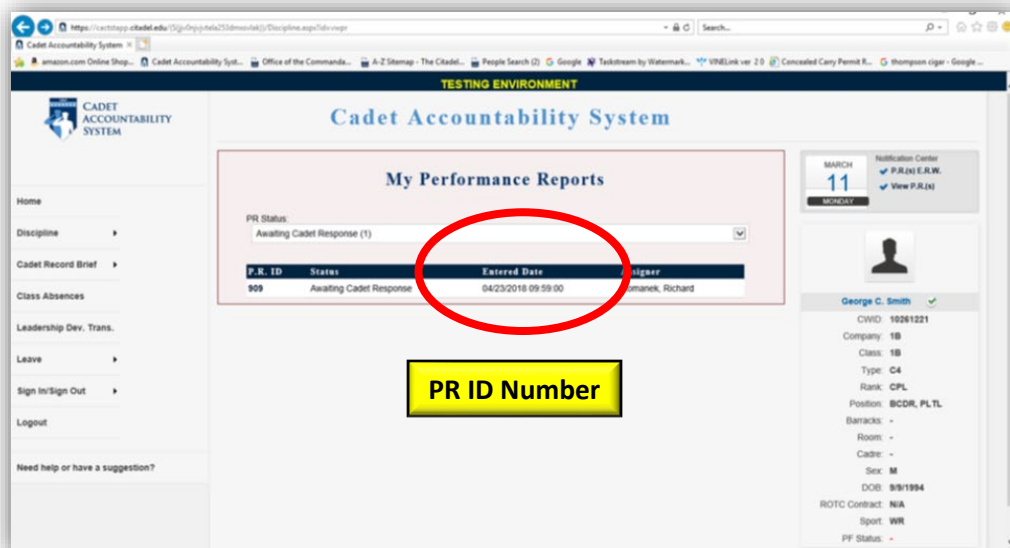 Search...
Cadet Accountability System
amazon.com Online Shop... Cadet Accountability Syst... Office of the Commanda... A-Z Sitemap - The Citadel... People Search (2) Google Taskstream by Watermark... VINELink ver 2.0 Concealed Carry Permit R... thompson cigar - Google ...
TESTING ENVIRONMENT
CADET
ACCOUNTABILITY
SYSTEM
Cadet Accountability System
Home
Discipline
Cadet Record Brief
Class Absences
Leadership Dev. Trans.
Leave
Sign In/Sign Out
Logout
Need help or have a suggestion?
My Performance Reports
PR Status:
Awaiting Cadet Response (1)
P.R. ID Status Entered Date
909 Awaiting Cadet Response 04/23/2018 09:59:00 Richard
PR ID Number
MARCH
11
MONDAY
Notification Center
P.R.(s) E.R.W.
View P.R.(s)
George C. Smith
CWID: 10261221
Company: 1B
Class: 1B
Type: C4
Rank: CPL
Position: BCDR, PLTL
Barracks: -
Room: -
Cadre: -
Sex: M
DOB: 9/9/1994
ROTC Contract: N/A
Sport: WR
PF Status: -